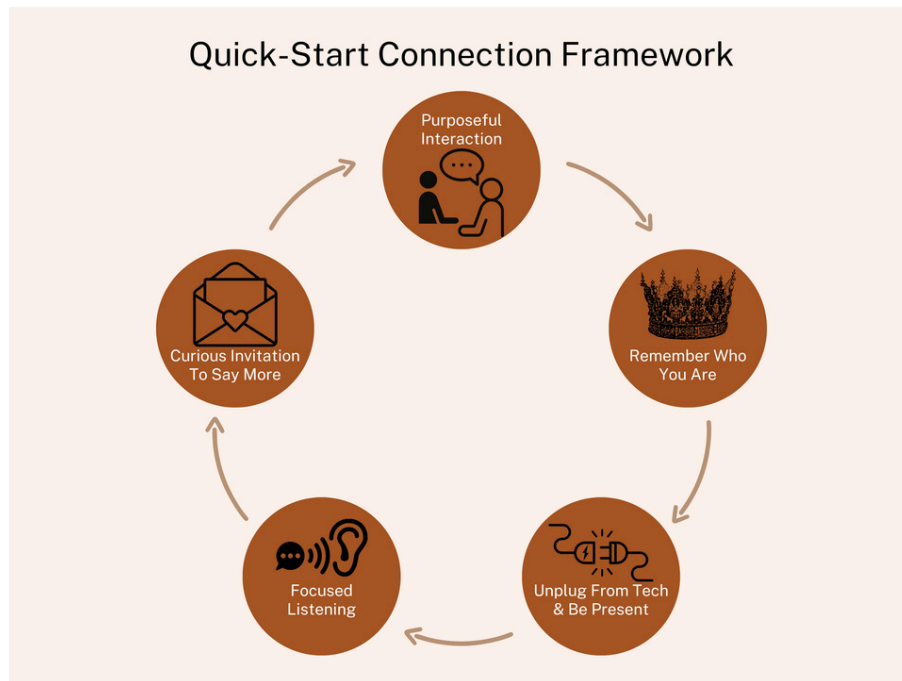 Quick-Start Connection Framework
Purposeful
Interaction
Remember Who
You Are
Unplug From Tech
& Be Present
Focused
Listening
Curious Invitation
To Say More